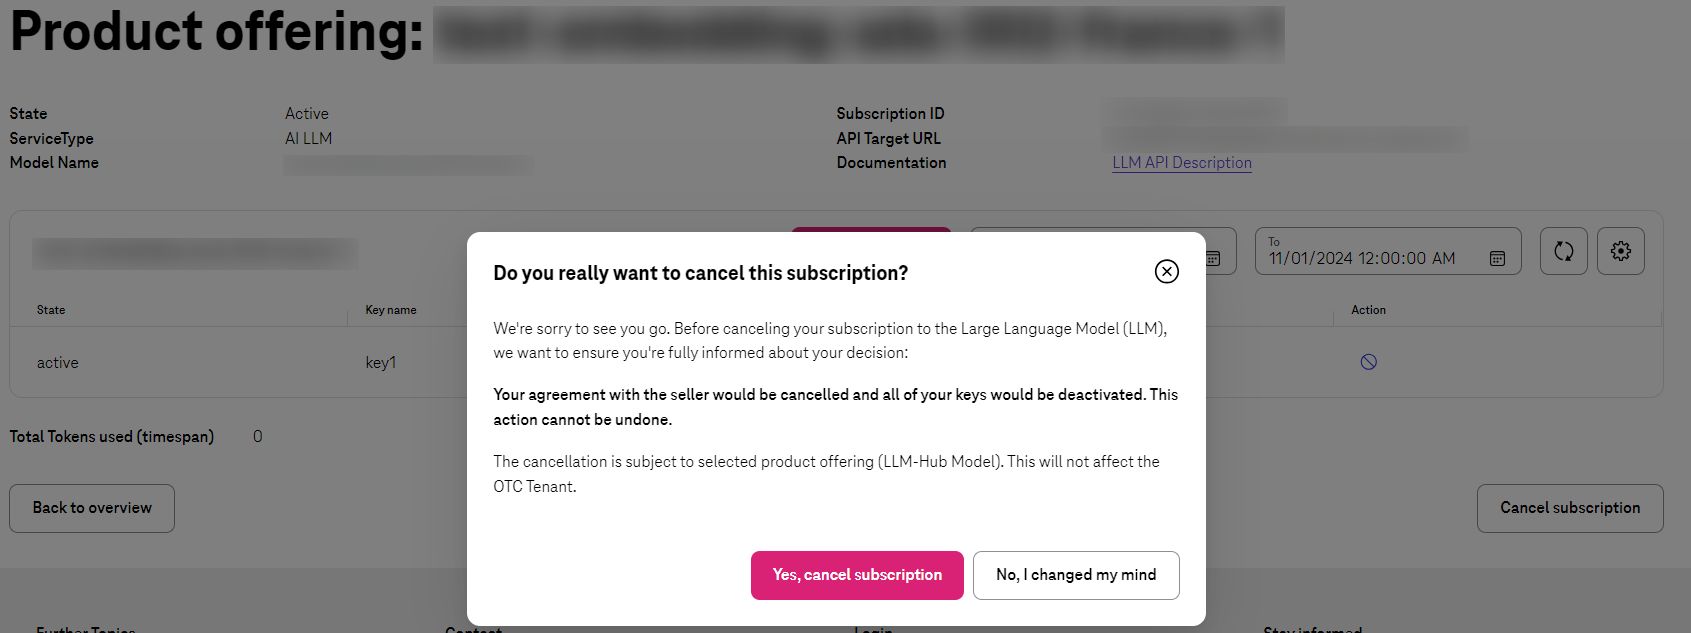 Product offering:
State Active
ServiceType AI LLM
Model Name
Subscription ID
API Target URL
Documentation LLM API Description
To
11/01/2024 12:00:00 AM
State Key name Action
active key1
Total Tokens used (timespan) 0
Back to overview
Cancel subscription
Do you really want to cancel this subscription?
We're sorry to see you go. Before canceling your subscription to the Large Language Model (LLM),
we want to ensure you're fully informed about your decision:
Your agreement with the seller would be cancelled and all of your keys would be deactivated. This
action cannot be undone.
The cancellation is subject to selected product offering (LLM-Hub Model). This will not affect the
OTC Tenant.
Yes, cancel subscription
No, I changed my mind
Further Topics Contact Login Stay informed